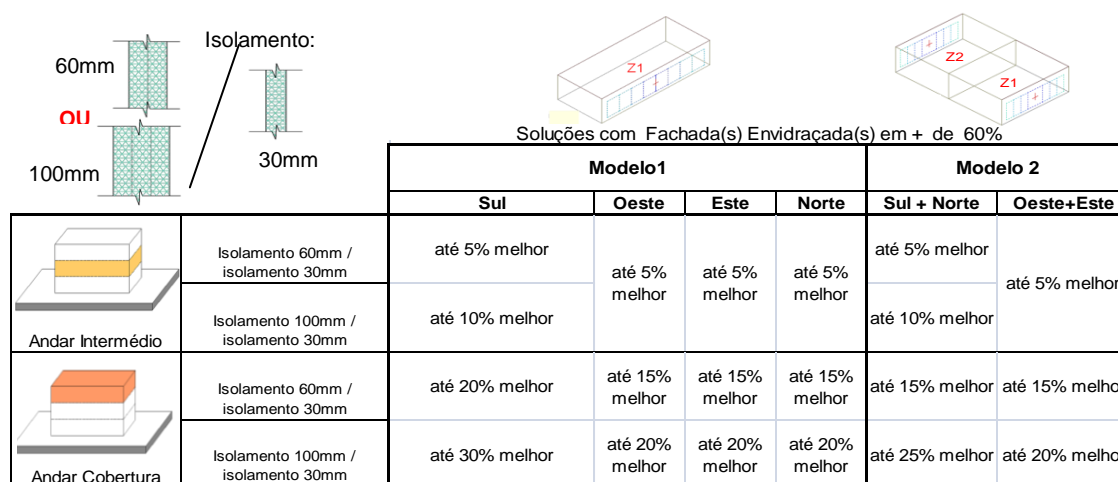 Isolamento:
60mm
OU
100mm
30mm
Z1
Z2
Z1
Soluções com Fachada(s) Envidraçada(s) em + de 60%
Modelo1
Modelo 2
Sul
Oeste
Este
Norte
Sul + Norte
Oeste+Este
Andar Intermédio
Isolamento 60mm /
isolamento 30mm
até 5% melhor
até 5%
melhor
até 5%
melhor
até 5%
melhor
até 5% melhor
até 5% melhor
Isolamento 100mm /
isolamento 30mm
até 10% melhor
até 10% melhor
Andar Cobertura
Isolamento 60mm /
isolamento 30mm
até 20% melhor
até 15%
melhor
até 15%
melhor
até 15%
melhor
até 15% melhor
até 15% melho
Isolamento 100mm /
isolamento 30mm
até 30% melhor
até 20%
melhor
até 20%
melhor
até 20%
melhor
até 25% melhor
até 20% melho